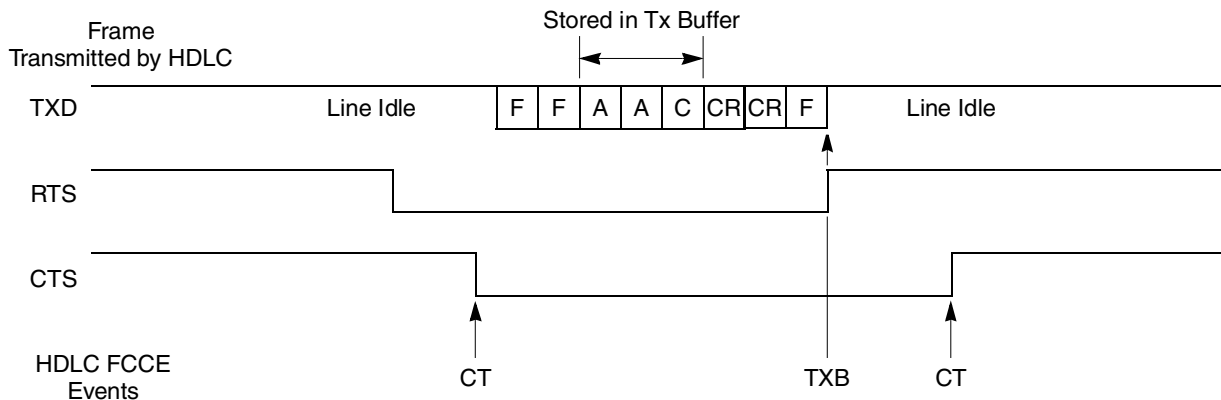 Frame
Transmitted by HDLC
Stored in Tx Buffer
TXD
Line Idle
F F A A C CR CR F
Line Idle
RTS
CTS
HDLC FCCE
Events
CT
TXB
CT